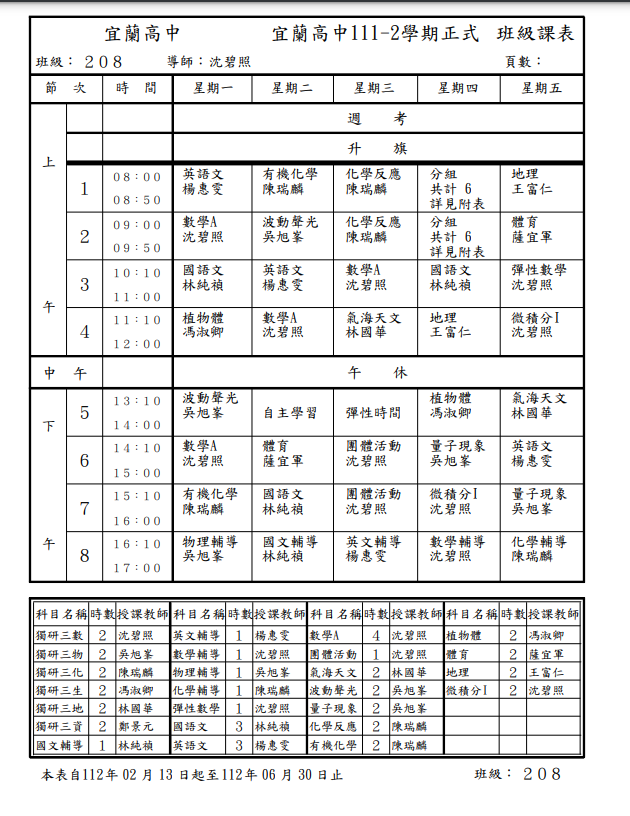 宜蘭高中 宜蘭高中111-2學期正式 班級課表
班級： 208 導師：沈碧照 頁數：
節 次 時 間 星期一 星期二 星期三 星期四 星期五
週 考
升 旗
上
午
1 08：00 08：50 英語文 楊惠雯 有機化學 陳瑞麟 化學反應 陳瑞麟 分組 共計 6 詳見附表 地理 王富仁
2 09：00 09：50 數學A 沈碧照 波動聲光 吳旭峯 化學反應 陳瑞麟 分組 共計 6 詳見附表 體育 薩宜軍
3 10：10 11：00 國語文 林純禎 英語文 楊惠雯 數學A 沈碧照 國語文 林純禎 彈性數學 沈碧照
4 11：10 12：00 植物體 馮淑卿 數學A 沈碧照 氣海天文 林國華 地理 王富仁 微積分I 沈碧照
中 午 午 休
下
午
5 13：10 14：00 波動聲光 吳旭峯 自主學習 彈性時間 植物體 馮淑卿 氣海天文 林國華
6 14：10 15：00 數學A 沈碧照 體育 薩宜軍 團體活動 沈碧照 量子現象 吳旭峯 英語文 楊惠雯
7 15：10 16：00 有機化學 陳瑞麟 國語文 林純禎 團體活動 沈碧照 微積分I 沈碧照 量子現象 吳旭峯
8 16：10 17：00 物理輔導 吳旭峯 國文輔導 林純禎 英文輔導 楊惠雯 數學輔導 沈碧照 化學輔導 陳瑞麟
科目名稱 時數 授課教師 科目名稱 時數 授課教師 科目名稱 時數 授課教師 科目名稱 時數 授課教師
獨研三數 2 沈碧照 英文輔導 1 楊惠雯 數學A 4 沈碧照 植物體 2 馮淑卿
獨研三物 2 吳旭峯 數學輔導 1 沈碧照 團體活動 1 沈碧照 體育 2 薩宜軍
獨研三化 2 陳瑞麟 物理輔導 1 吳旭峯 氣海天文 2 林國華 地理 2 王富仁
獨研三生 2 馮淑卿 化學輔導 1 陳瑞麟 波動聲光 2 吳旭峯 微積分I 2 沈碧照
獨研三地 2 林國華 彈性數學 1 沈碧照 量子現象 2 吳旭峯
獨研三資 2 鄭景元 國語文 3 林純禎 化學反應 2 陳瑞麟
國文輔導 1 林純禎 英語文 3 楊惠雯 有機化學 2 陳瑞麟
本表自112年 02 月 13 日起至112年 06 月 30 日止 班級： 208